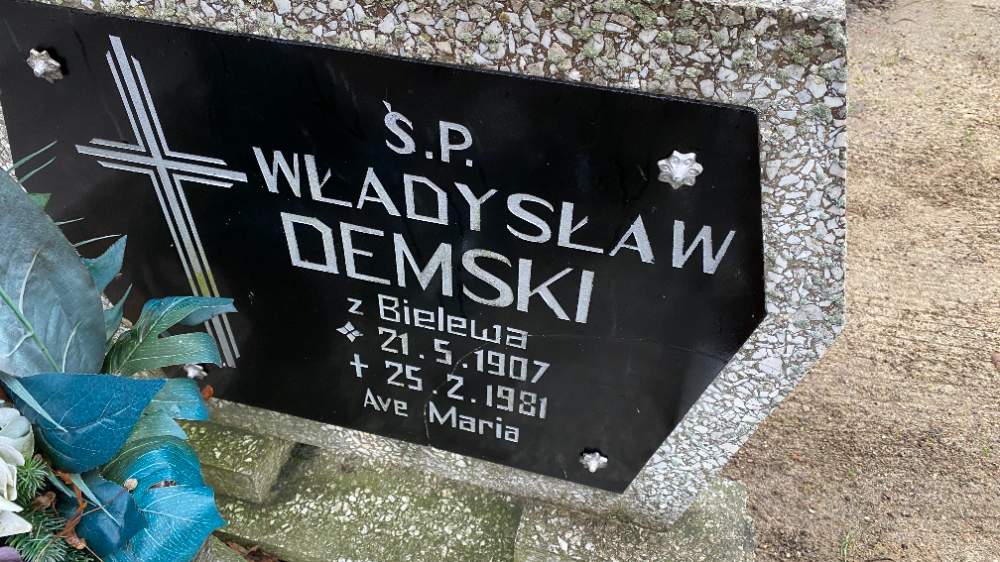 Ś.P.
WŁADYSŁAW
DEMSKI
z Bielewa
21.5.1907
✝ 25.2.1981
Ave Maria